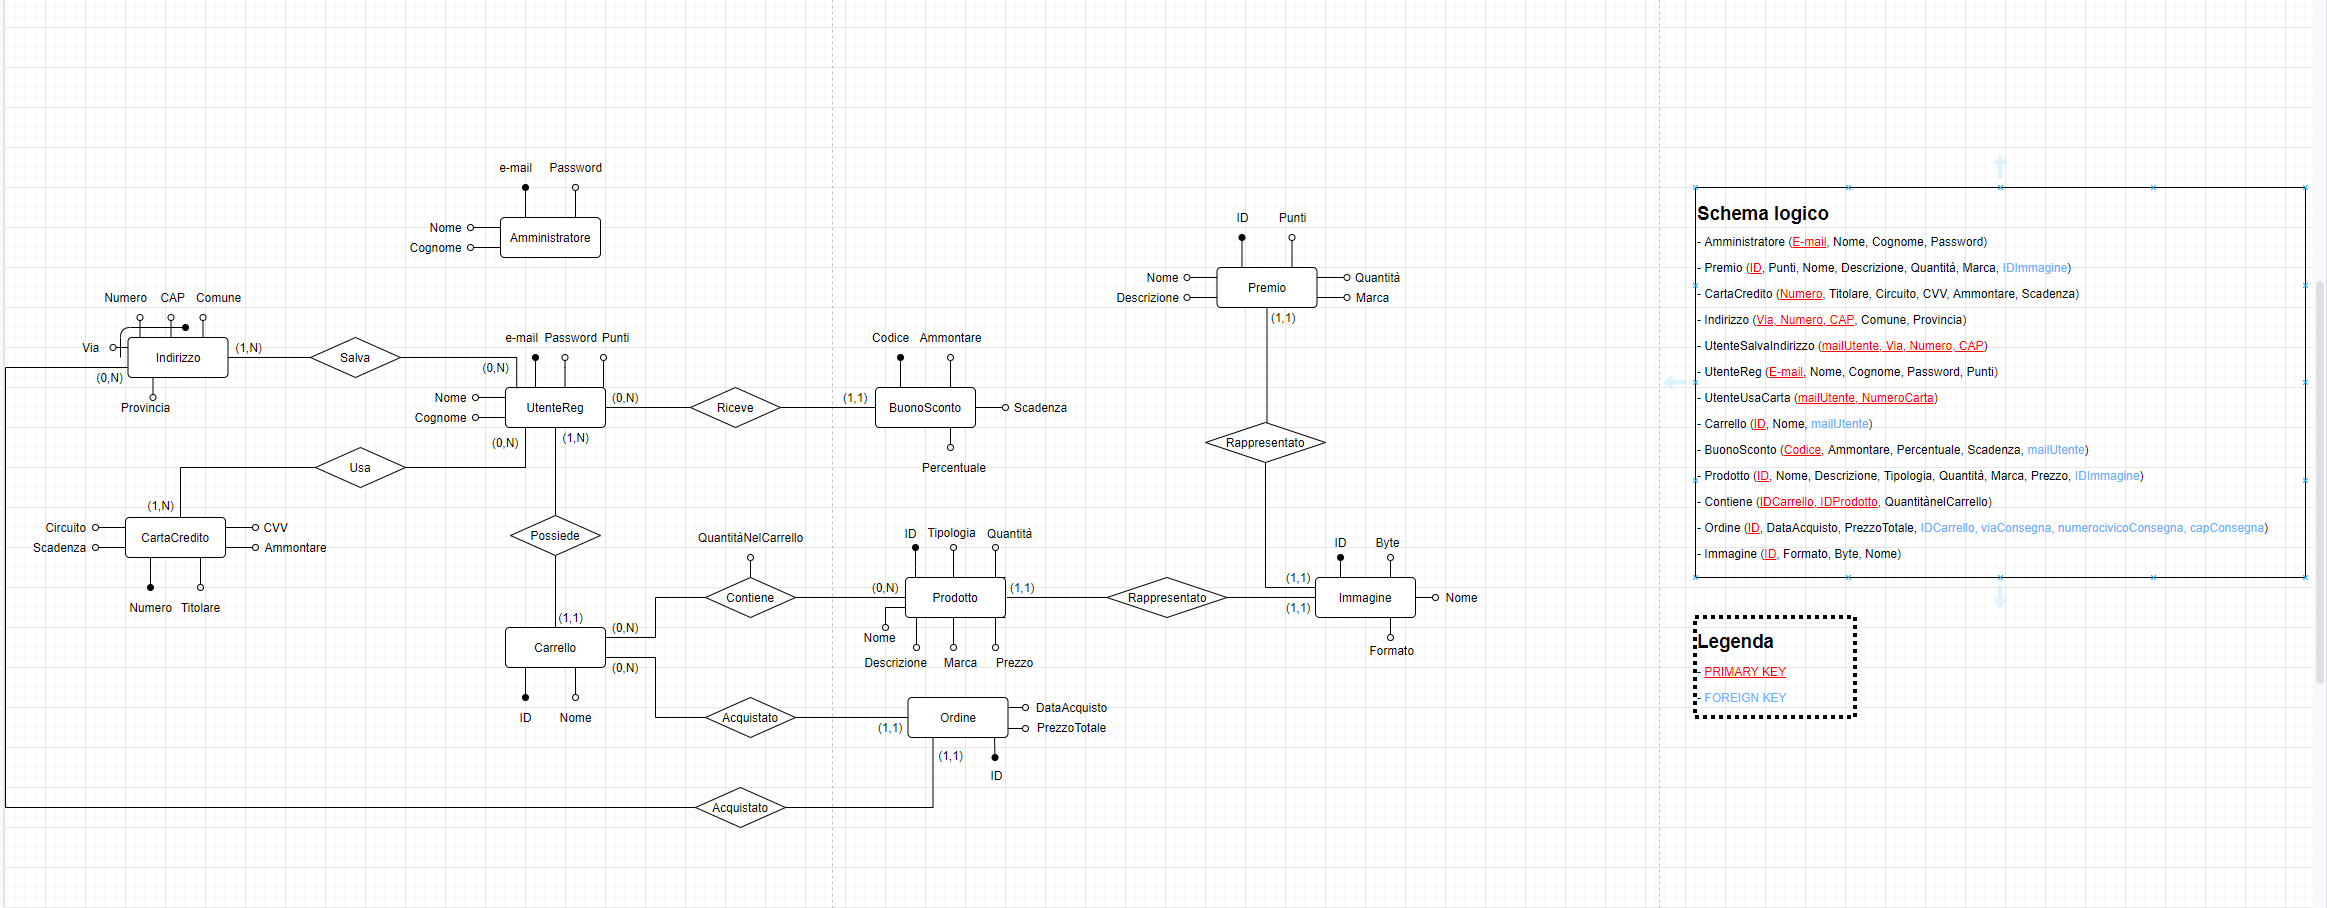 e-mail Password
Nome
Cognome
Amministratore
ID Punti
Nome
Descrizione
Premio
Quantità
Marca
(1,1)
Numero CAP Comune
Via
Indirizzo
(1,N)
(0,N)
Provincia
Salva
e-mail Password Punti
(0,N)
Nome
Cognome
UtenteReg
(0,N)
(0,N)
(1,N)
Riceve
Codice Ammontare
(1,1)
BuonoSconto
Scadenza
Percentuale
Rappresentato
Usa
(1,N)
Circuito
Scadenza
CartaCredito
CVV
Ammontare
Numero Titolare
Possiede
QuantitàNelCarrello
Contiene
ID Tipologia Quantità
(0,N)
Prodotto
(1,1)
Nome
Descrizione Marca Prezzo
Rappresentato
ID Byte
(1,1)
(1,1)
Immagine
Nome
Formato
(1,1)
Carrello
(0,N)
(0,N)
ID Nome
Acquistato
(1,1)
Ordine
DataAcquisto
PrezzoTotale
(1,1)
ID
Acquistato
Schema logico
- Amministratore (E-mail, Nome, Cognome, Password)
- Premio (ID, Punti, Nome, Descrizione, Quantità, Marca, IDImmagine)
- CartaCredito (Numero, Titolare, Circuito, CVV, Ammontare, Scadenza)
- Indirizzo (Via, Numero, CAP, Comune, Provincia)
- UtenteSalvaIndirizzo (mailUtente, Via, Numero, CAP)
- UtenteReg (E-mail, Nome, Cognome, Password, Punti)
- UtenteUsaCarta (mailUtente, NumeroCarta)
- Carrello (ID, Nome, mailUtente)
- BuonoSconto (Codice, Ammontare, Percentuale, Scadenza, mailUtente)
- Prodotto (ID, Nome, Descrizione, Tipologia, Quantità, Marca, Prezzo, IDImmagine)
- Contiene (IDCarrello, IDProdotto, QuantitànelCarrello)
- Ordine (ID, DataAcquisto, PrezzoTotale, IDCarrello, viaConsegna, numerocivicoConsegna, capConsegna)
- Immagine (ID, Formato, Byte, Nome)
Legenda
- PRIMARY KEY
- FOREIGN KEY